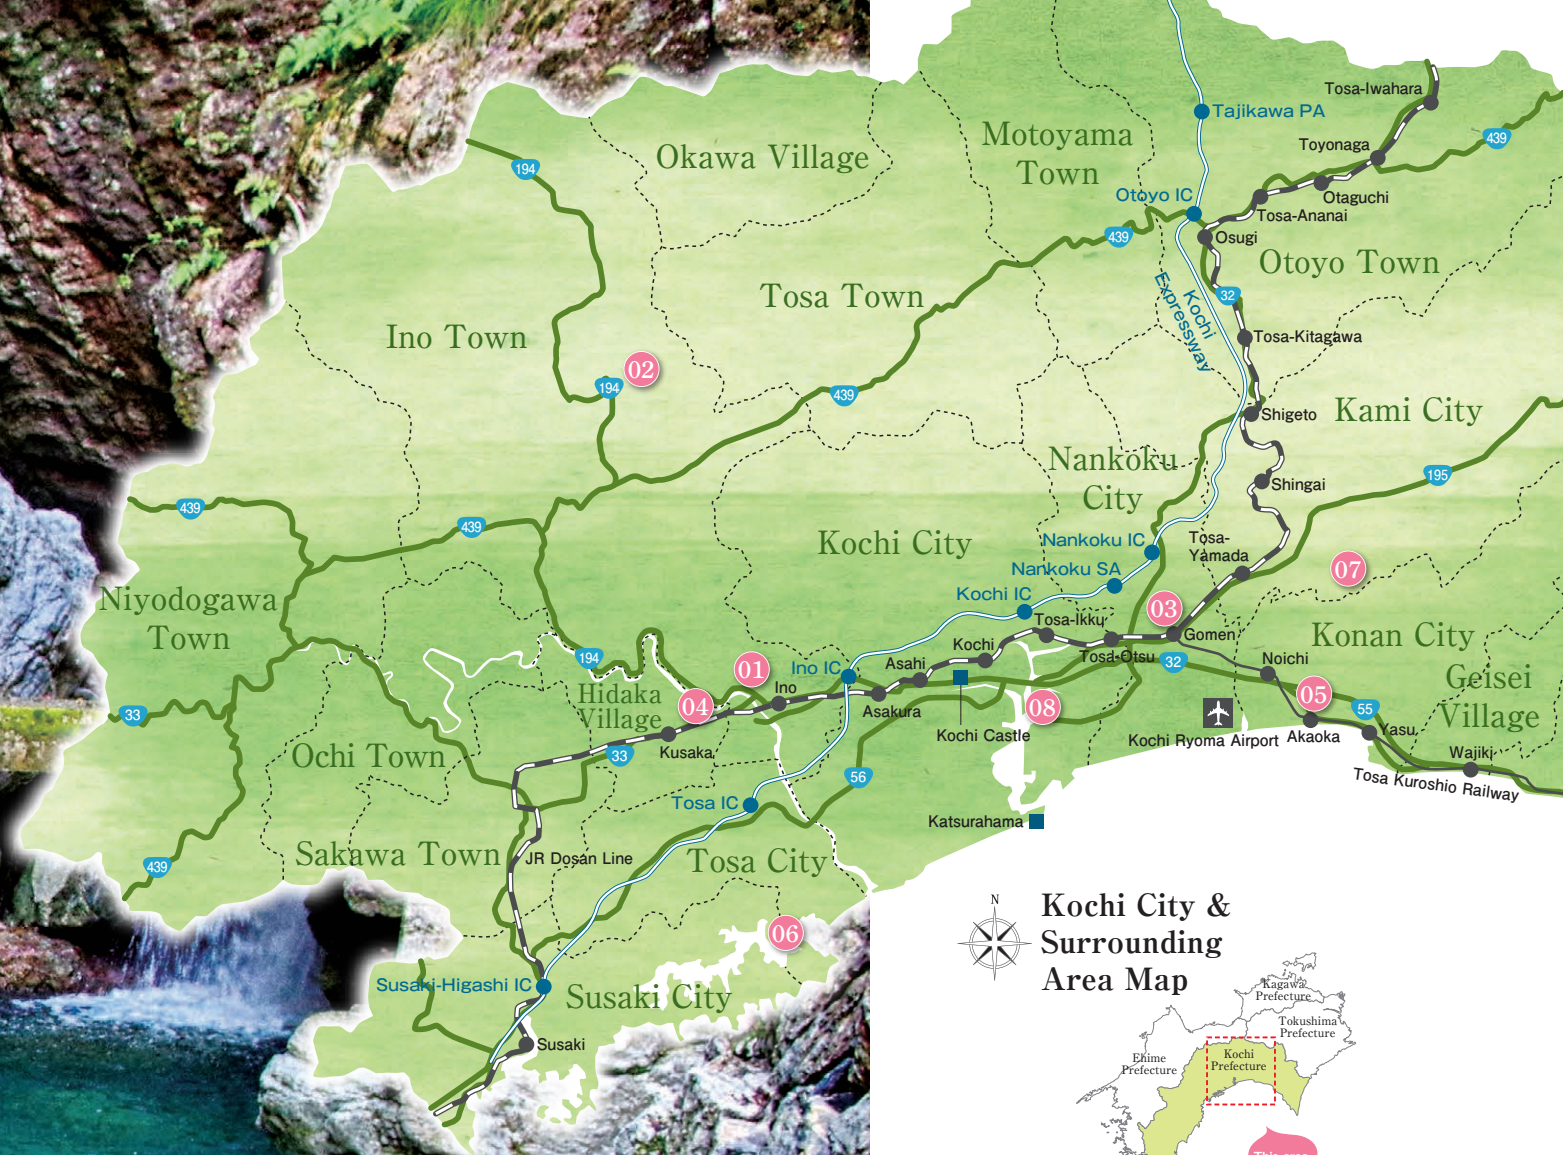 Tosa-Iwahara
Tajikawa PA
Motoyama
Town
Toyonaga
439
Okawa Village
194
Otoyo IC
Otaguchi
Tosa-Ananai
439
Osugi
Otoyo Town
Kochi
Expressway
32
Tosa Town
Ino Town
Tosa-Kitagawa
02
194
439
Shigeto
Kami City
Nankoku
City
195
Shingai
439
439
Kochi City
Nankoku IC
Tosa-
Yamada
Nankoku SA
07
Niyodogawa
Town
Kochi IC
03
Tosa-Ikku
Gomen
Konan City
Kochi
Tosa-Otsu
32
Noichi
194
01
Ino IC
Asahi
Geisei
Village
Hidaka
Village
04
Ino
Asakura
08
05
55
33
Kochi Castle
Kochi Ryoma Airport
Akaoka
Yasu
Ochi Town
33
Kusaka
56
Wajiki
Tosa Kuroshio Railway
Tosa IC
Katsurahama
439
Sakawa Town
JR Dosan Line
Tosa City
06
N
Kochi City &
Surrounding
Area Map
Susaki-Higashi IC
Susaki City
Susaki
Kagawa
Prefecture
Tokushima
Prefecture
Ehime
Prefecture
Kochi
Prefecture
This area